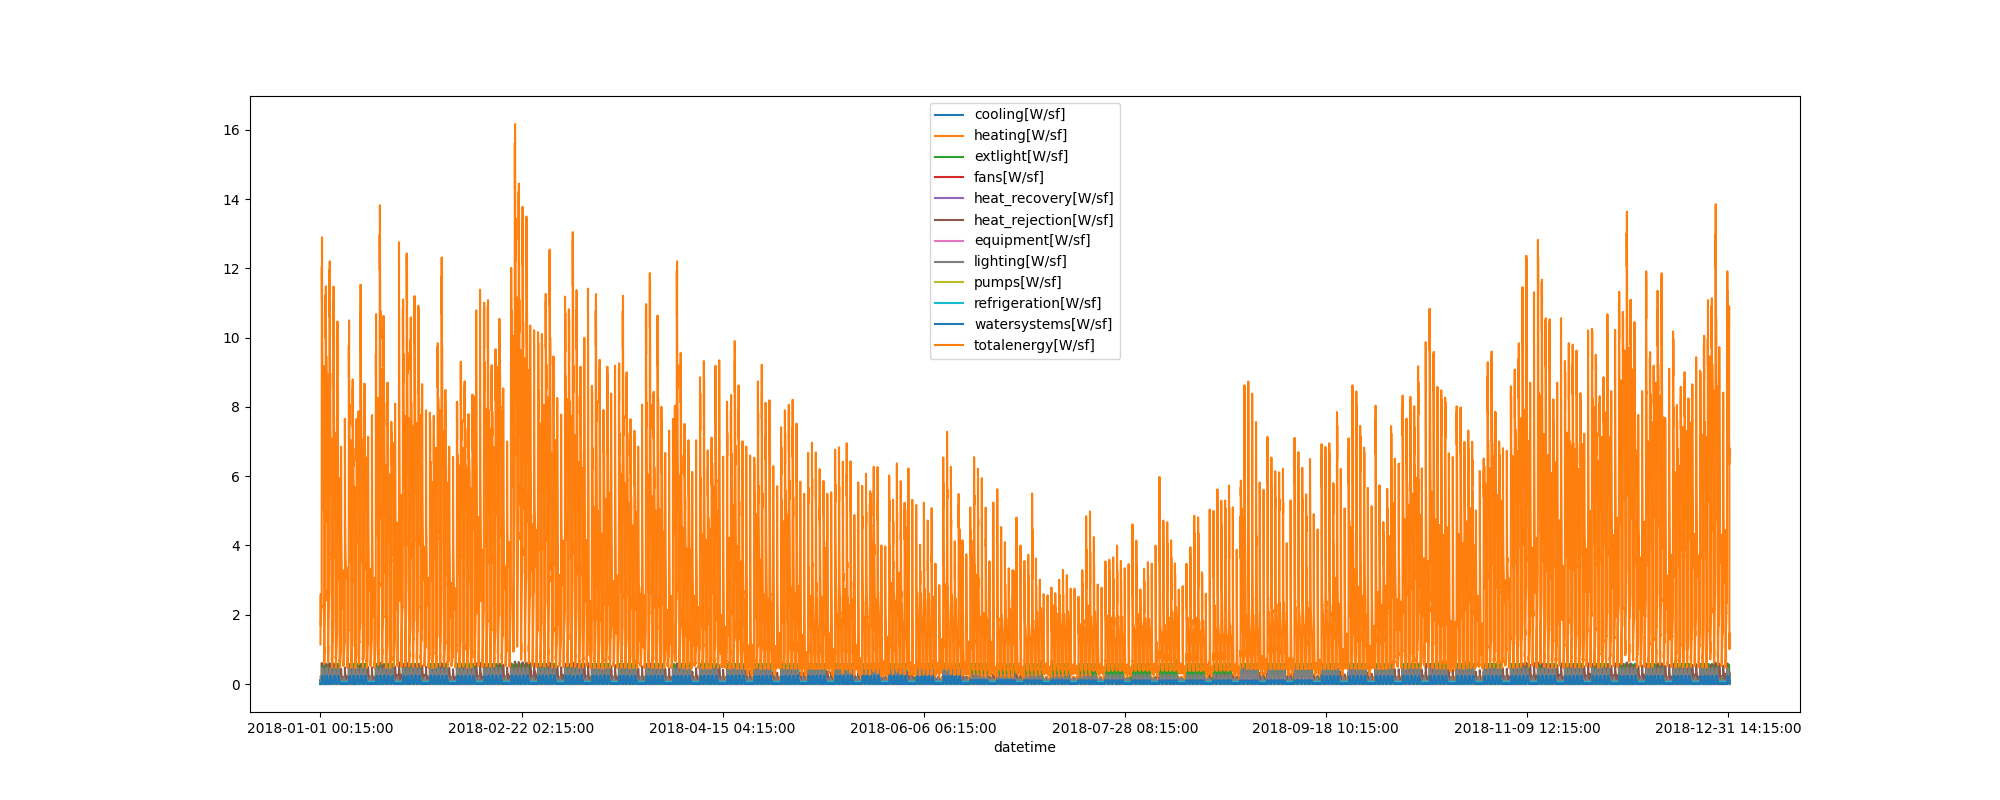 16
14
12
10
8
6
4
2
0
cooling[W/sf]
heating[W/sf]
extlight[W/sf]
fans[W/sf]
heat_recovery[W/sf]
heat_rejection[W/sf]
equipment[W/sf]
lighting[W/sf]
pumps[W/sf]
refrigeration[W/sf]
watersystems[W/sf]
totalenergy[W/sf]
2018-01-01 00:15:00
2018-02-22 02:15:00
2018-04-15 04:15:00
2018-06-06 06:15:00
2018-07-28 08:15:00
2018-09-18 10:15:00
2018-11-09 12:15:00
2018-12-31 14:15:00
datetime